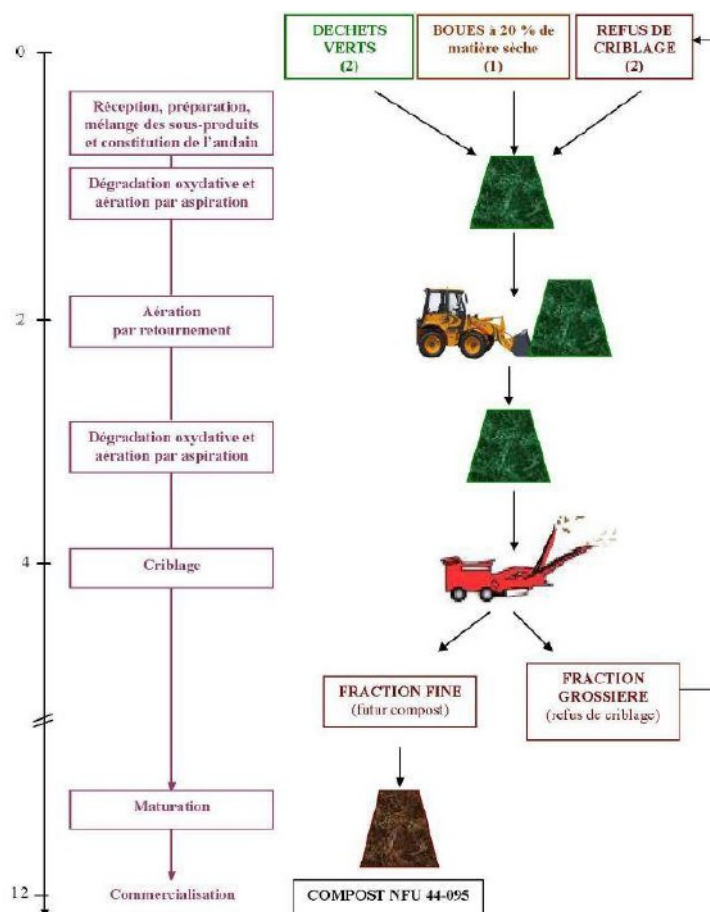 0
DECHETS
VERTS
(2)
BOUES à 20 % de
matière sèche
(1)
REFUS DE
CRIBLAGE
(2)
Réception, préparation,
mélange des sous-produits
et constitution de l'andain
Dégradation oxydative et
aération par aspiration
2
Aération
par retournement
Dégradation oxydative et
aération par aspiration
4
Criblage
FRACTION FINE
(futur compost)
FRACTION
GROSSIERE
(refus de criblage)
Maturation
12
Commercialisation
COMPOST NFU 44-095